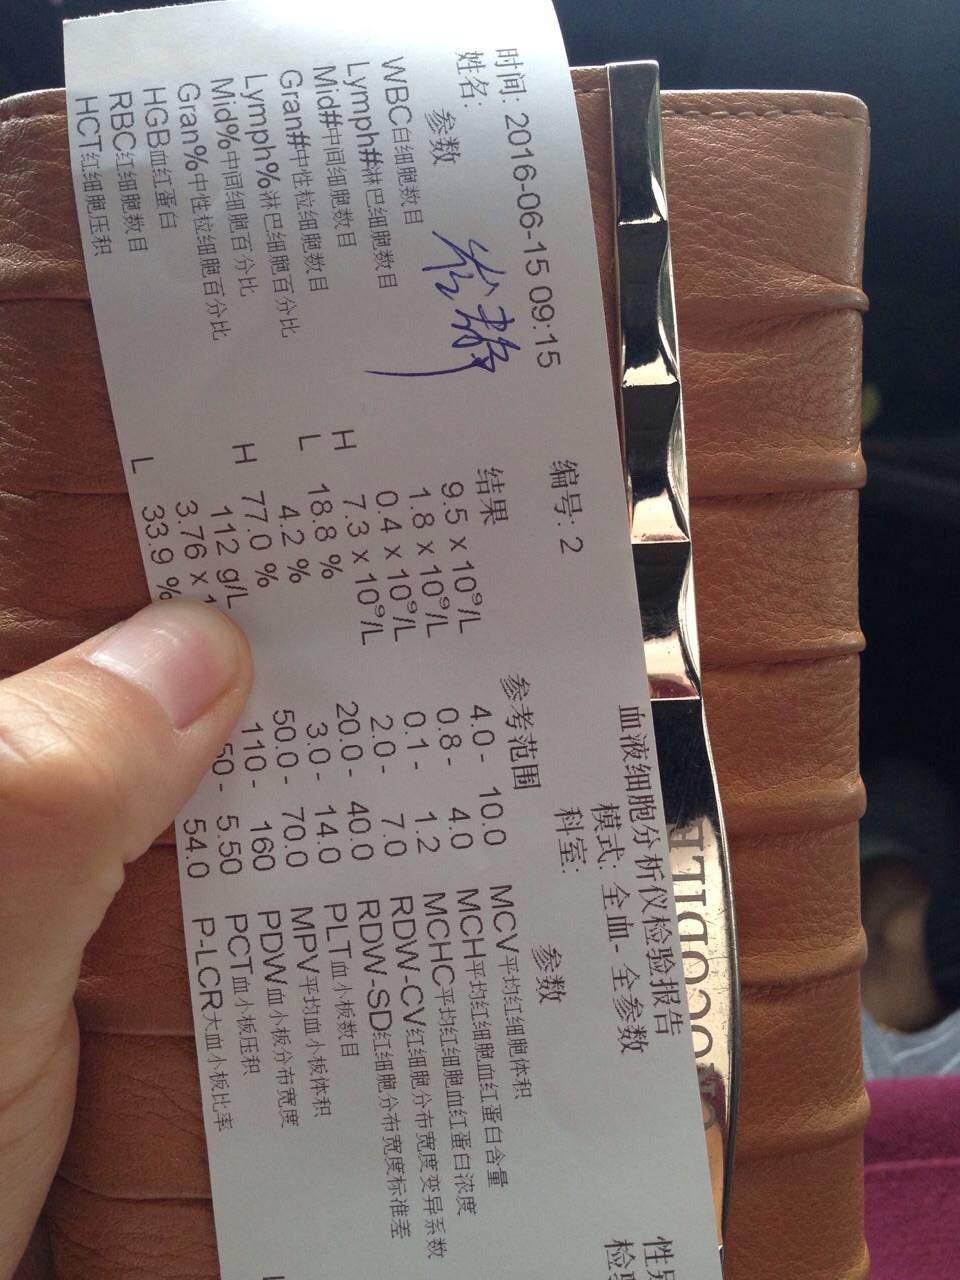 血液细胞分析仪检验报告
模式: 全血- 全参数
性别
时间: 2016-06-15 09:15 编号: 2 科室:
姓名:
参数 结果 参考范围 参数
WBC白细胞数目 9.5 x 10⁹/L 4.0 - 10.0 MCV平均红细胞体积
Lymph#淋巴细胞数目 1.8 x 10⁹/L 0.8 - 4.0 MCH平均红细胞血红蛋白含量
Mid#中间细胞数目 0.4 x 10⁹/L 0.1 - 1.2 MCHC平均红细胞血红蛋白浓度
Gran#中性粒细胞数目 H 7.3 x 10⁹/L 2.0 - 7.0 RDW-CV红细胞分布宽度变异系数
Lymph%淋巴细胞百分比 L 18.8 % 20.0 - 40.0 RDW-SD红细胞分布宽度标准差
Mid%中间细胞百分比 4.2 % 3.0 - 14.0 PLT血小板数目
Gran%中性粒细胞百分比 H 77.0 % 50.0 - 70.0 MPV平均血小板体积
HGB血红蛋白 112 g/L 110 - 160 PDW血小板分布宽度
RBC红细胞数目 3.76 x 1 50 - 5.50 PCT血小板压积
HCT红细胞压积 L 33.9 % 54.0 P-LCR大血小板比率